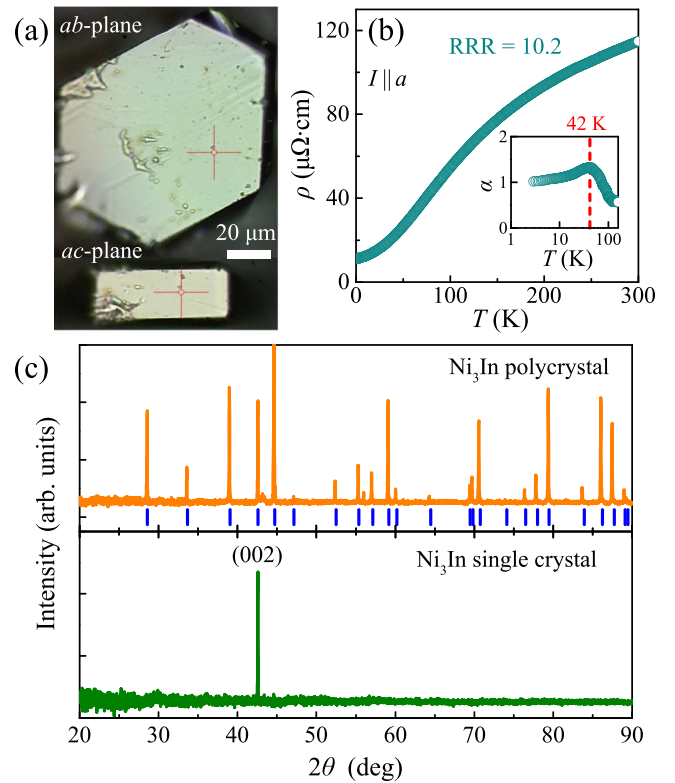 (a)
ab-plane
20 μm
ac-plane
(b)
RRR = 10.2
I || a
ρ (μΩ·cm)
120
80
40
0
0
100
200
300
T (K)
42 K
α
2
1
0
1
10
100
T (K)
(c)
Ni₃In polycrystal
Intensity (arb. units)
(002)
Ni₃In single crystal
20
30
40
50
60
70
80
90
2θ (deg)